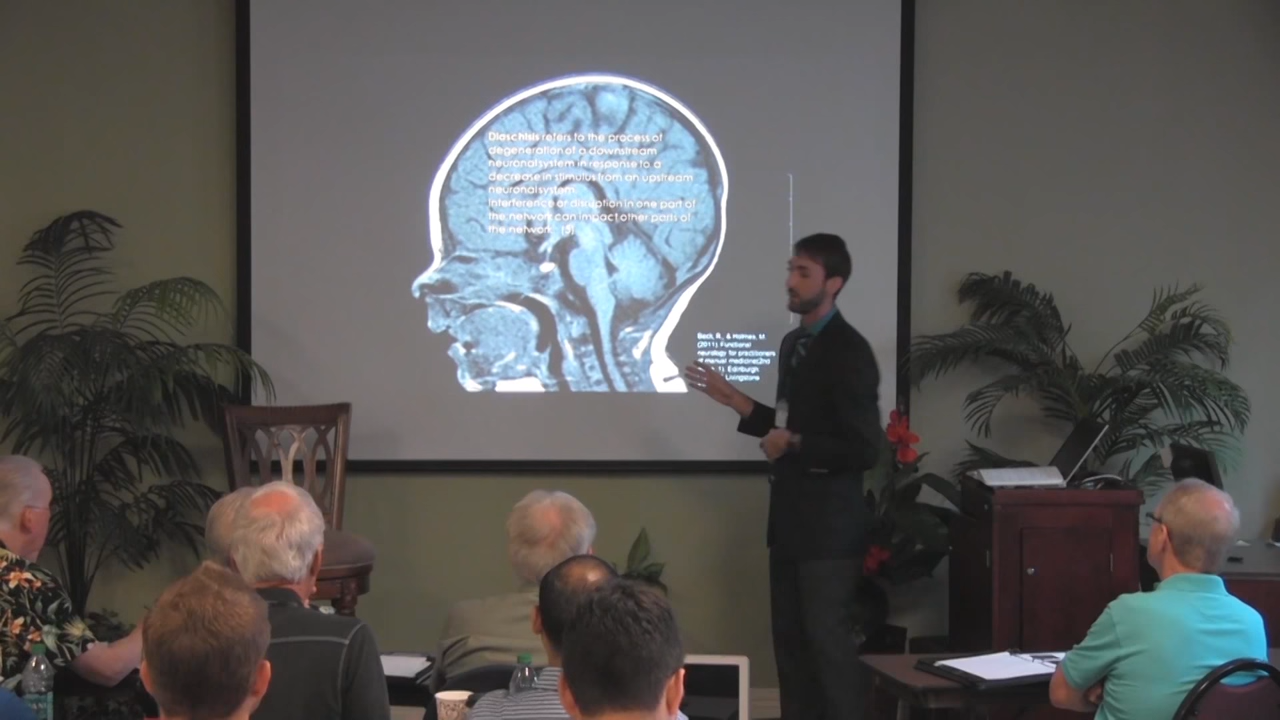 Diaschisis refers to the process of
degeneration of a downstream
neuronal system in response to a
decrease in stimulus from an upstream
neuronal system.
Interference or disruption in one part of
the network can impact other parts of
the network. (5)
Beck, R., & Holmes, M.
(2011). Functional
neurology for practitioners
of manual medicine(2nd
1). Edinburgh
Livingstone